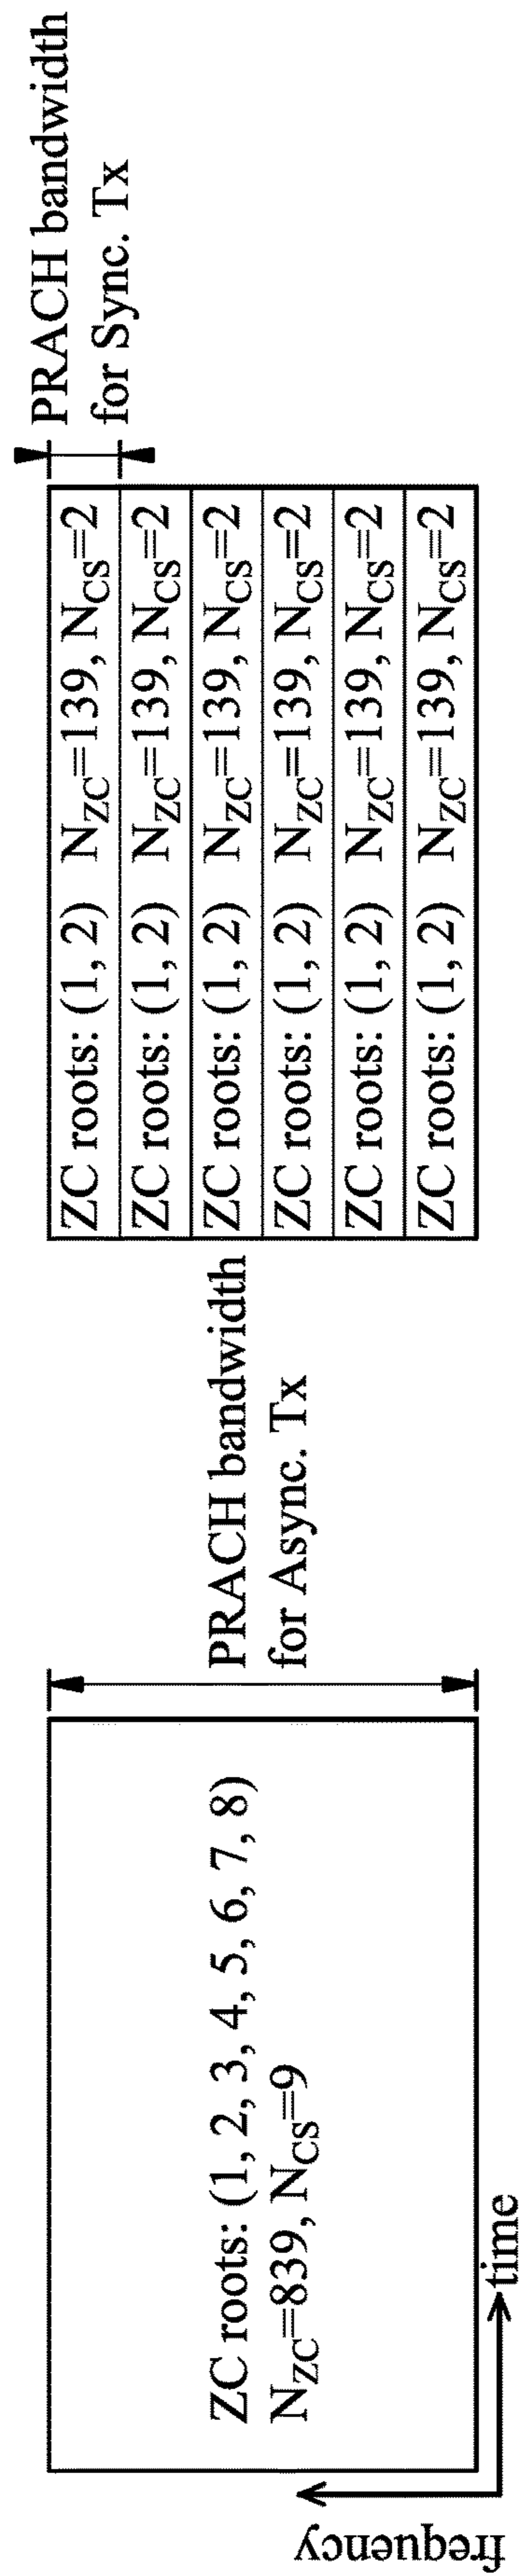 ZC roots: (1, 2, 3, 4, 5, 6, 7, 8)
N_ZC=839, N_CS=9
PRACH bandwidth
for Async. Tx
ZC roots: (1, 2) N_ZC=139, N_CS=2
ZC roots: (1, 2) N_ZC=139, N_CS=2
ZC roots: (1, 2) N_ZC=139, N_CS=2
ZC roots: (1, 2) N_ZC=139, N_CS=2
ZC roots: (1, 2) N_ZC=139, N_CS=2
ZC roots: (1, 2) N_ZC=139, N_CS=2
PRACH bandwidth
for Sync. Tx
frequency
time